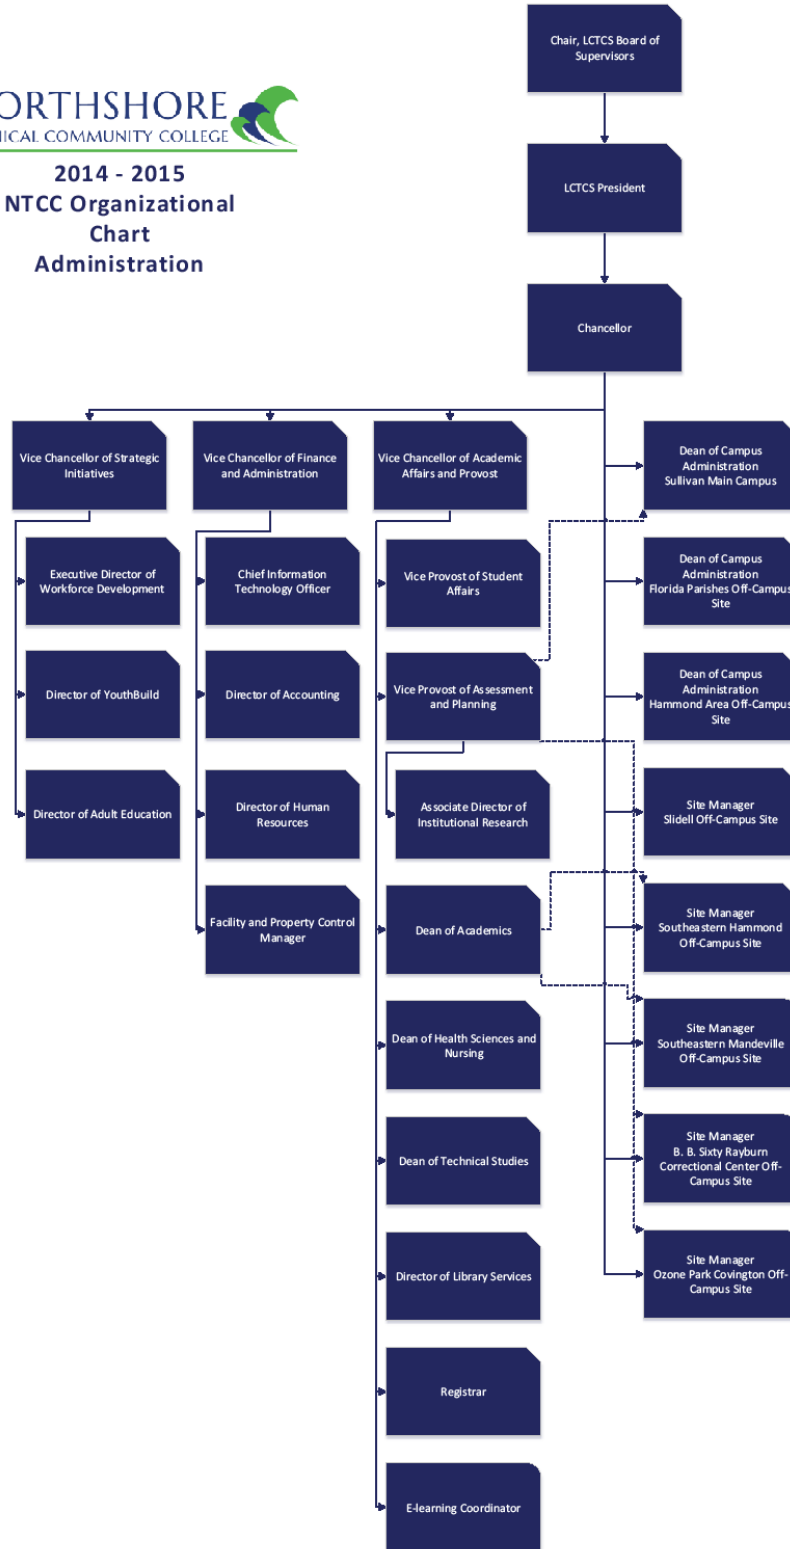 Chair, LCTCS Board of
Supervisors
ORTHSHORE
NICAL COMMUNITY COLLEGE
2014 - 2015
NTCC Organizational
Chart
Administration
LCTCS President
Chancellor
Vice Chancellor of Strategic
Initiatives
Vice Chancellor of Finance
and Administration
Vice Chancellor of Academic
Affairs and Provost
Dean of Campus
Administration
Sullivan Main Campus
Executive Director of
Workforce Development
Chief Information
Technology Officer
Vice Provost of Student
Affairs
Dean of Campus
Administration
Florida Parishes Off-Campus
Site
Director of YouthBuild
Director of Accounting
Vice Provost of Assessment
and Planning
Dean of Campus
Administration
Hammond Area Off-Campus
Site
Director of Adult Education
Director of Human
Resources
Associate Director of
Institutional Research
Site Manager
Slidell Off-Campus Site
Facility and Property Control
Manager
Dean of Academics
Site Manager
Southeastern Hammond
Off-Campus Site
Dean of Health Sciences and
Nursing
Site Manager
Southeastern Mandeville
Off-Campus Site
Dean of Technical Studies
Site Manager
B. B. Sixty Rayburn
Correctional Center Off-
Campus Site
Director of Library Services
Site Manager
Ozone Park Covington Off-
Campus Site
Registrar
E-learning Coordinator